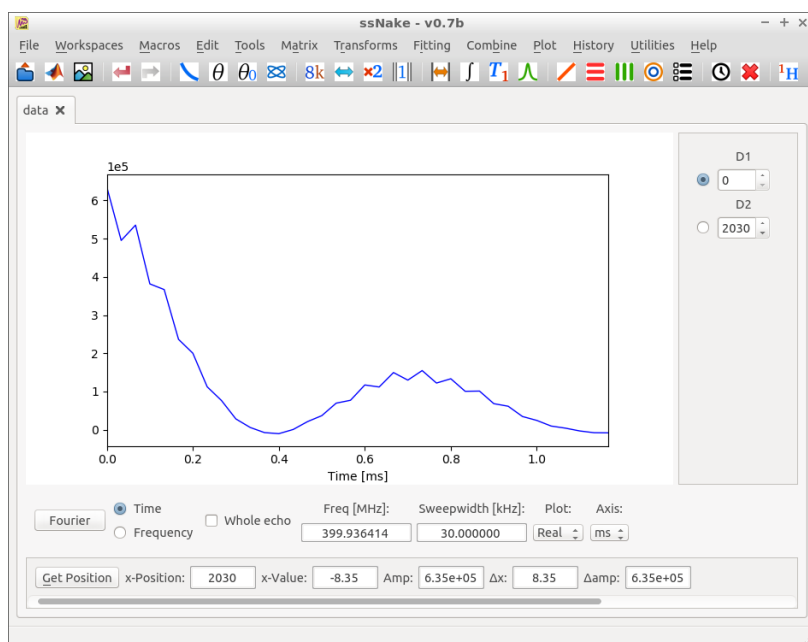 ssNake - v0.7b
File Workspaces Macros Edit Tools Matrix Transforms Fitting Combine Plot History Utilities Help
θ θ0 8k ×2 ||1|| ∫ T1 1H
data
1e5
6
5
4
3
2
1
0
0.0 0.2 0.4 0.6 0.8 1.0
Time [ms]
D1
0
D2
2030
Fourier
Time
Frequency
Whole echo
Freq [MHz]: Sweepwidth [kHz]: Plot: Axis:
399.936414 30.000000 Real ms
Get Position x-Position: 2030 x-Value: -8.35 Amp: 6.35e+05 Δx: 8.35 Δamp: 6.35e+05